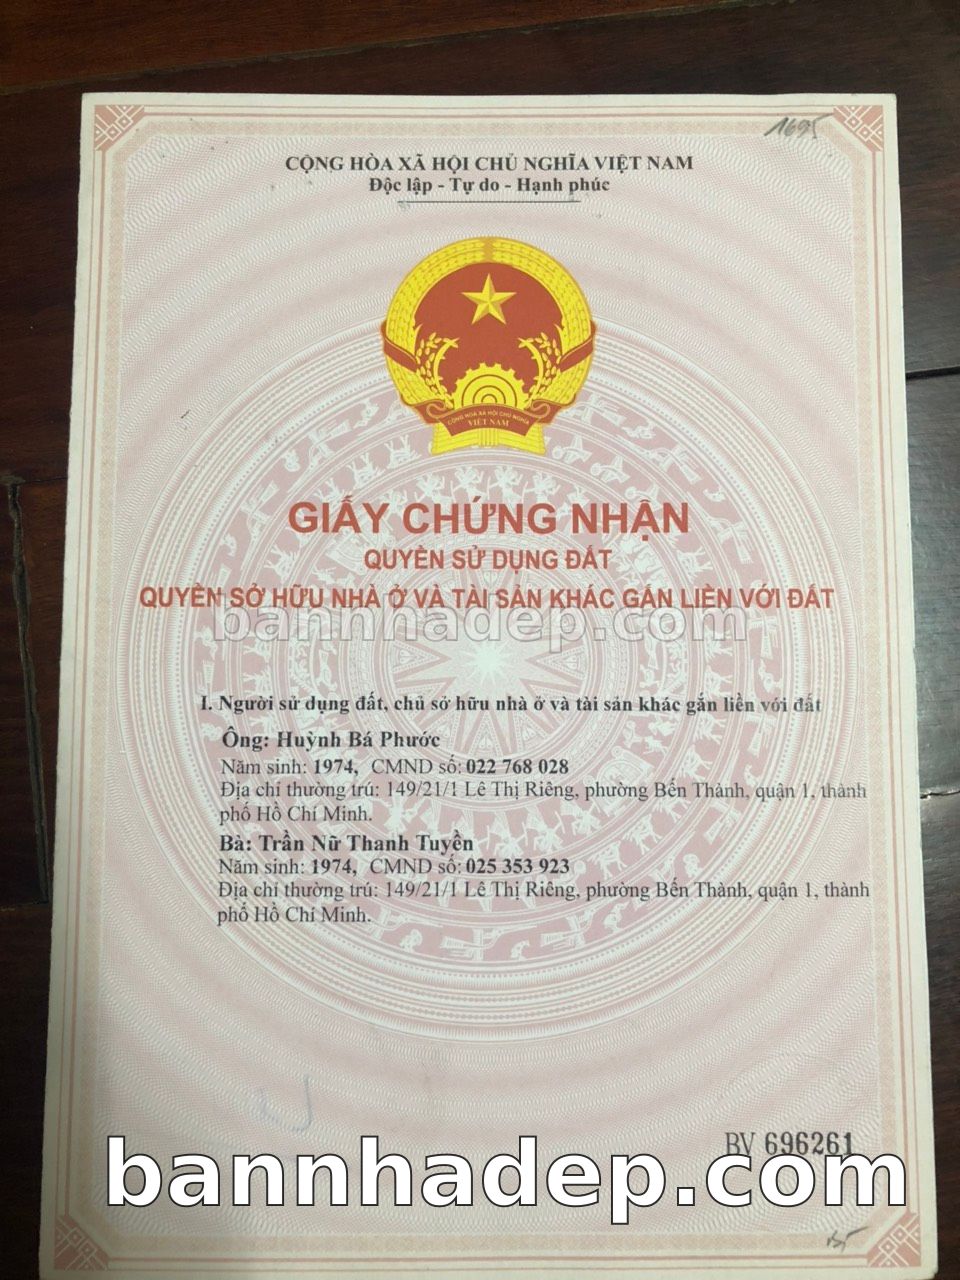 1695
CỘNG HÒA XÃ HỘI CHỦ NGHĨA VIỆT NAM
Độc lập - Tự do - Hạnh phúc
CỘNG HOÀ XÃ HỘI CHỦ NGHĨA
VIỆT NAM
GIẤY CHỨNG NHẬN
QUYỀN SỬ DỤNG ĐẤT
QUYỀN SỞ HỮU NHÀ Ở VÀ TÀI SẢN KHÁC GẮN LIỀN VỚI ĐẤT
bannhadep.com
I. Người sử dụng đất, chủ sở hữu nhà ở và tài sản khác gắn liền với đất
Ông: Huỳnh Bá Phước
Năm sinh: 1974, CMND số: 022 768 028
Địa chỉ thường trú: 149/21/1 Lê Thị Riêng, phường Bến Thành, quận 1, thành
phố Hồ Chí Minh.
Bà: Trần Nữ Thanh Tuyền
Năm sinh: 1974, CMND số: 025 353 923
Địa chỉ thường trú: 149/21/1 Lê Thị Riêng, phường Bến Thành, quận 1, thành
phố Hồ Chí Minh.
BV 696261
bannhadep.com